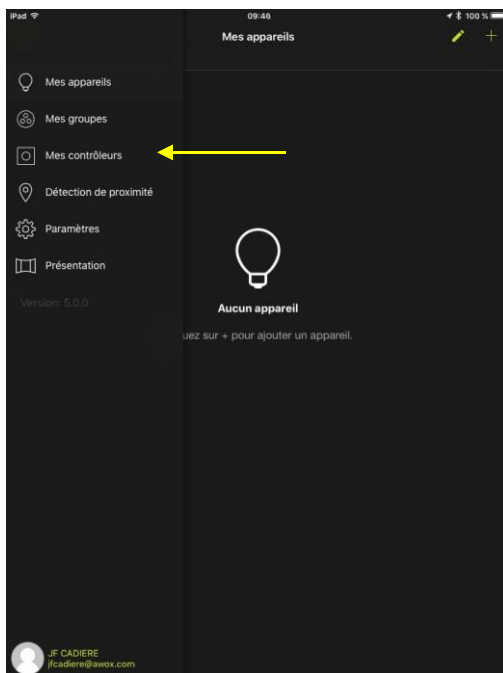 iPad 09:46 100 %
Mes appareils
Mes appareils
Mes groupes
Mes contrôleurs
Détection de proximité
Paramètres
Présentation
Version: 5.0.0
Aucun appareil
uez sur + pour ajouter un appareil.
JF CADIERE
jfcadiere@awox.com